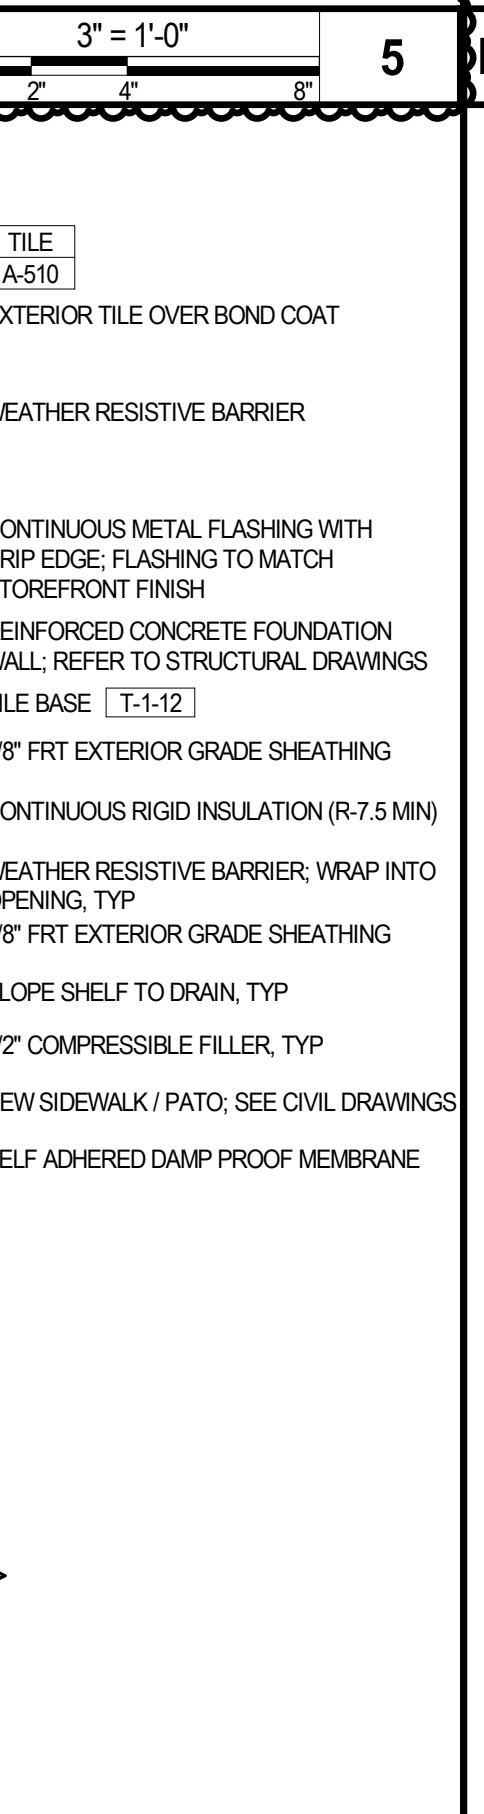 3" = 1'-0"
5
2" 4" 8"
TILE
A-510
XTERIOR TILE OVER BOND COAT
EATHER RESISTIVE BARRIER
ONTINUOUS METAL FLASHING WITH
RIP EDGE; FLASHING TO MATCH
TOREFRONT FINISH
EINFORCED CONCRETE FOUNDATION
ALL; REFER TO STRUCTURAL DRAWINGS
ILE BASE T-1-12
/8" FRT EXTERIOR GRADE SHEATHING
ONTINUOUS RIGID INSULATION (R-7.5 MIN)
EATHER RESISTIVE BARRIER; WRAP INTO
PENING, TYP
/8" FRT EXTERIOR GRADE SHEATHING
LOPE SHELF TO DRAIN, TYP
/2" COMPRESSIBLE FILLER, TYP
EW SIDEWALK / PATO; SEE CIVIL DRAWINGS
ELF ADHERED DAMP PROOF MEMBRANE